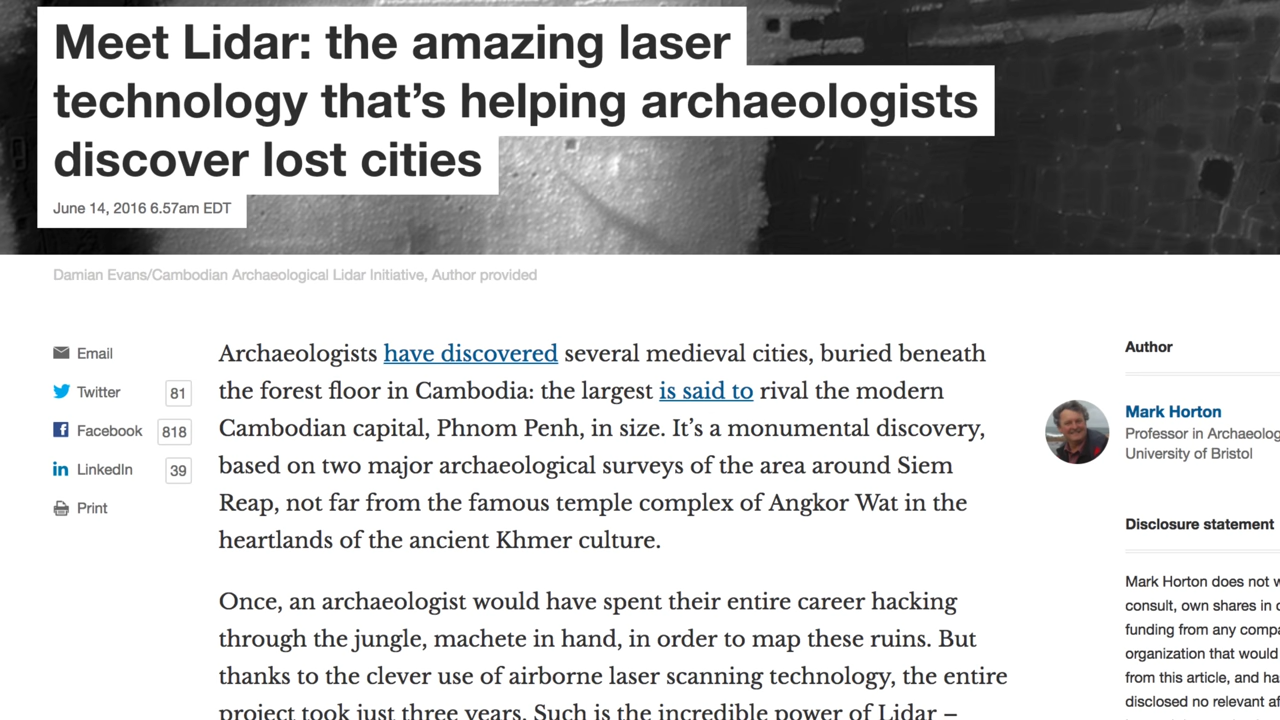 Meet Lidar: the amazing laser
technology that’s helping archaeologists
discover lost cities
June 14, 2016 6.57am EDT
Damian Evans/Cambodian Archaeological Lidar Initiative, Author provided
Email
Twitter 81
Facebook 818
LinkedIn 39
Print
Archaeologists have discovered several medieval cities, buried beneath
the forest floor in Cambodia: the largest is said to rival the modern
Cambodian capital, Phnom Penh, in size. It’s a monumental discovery,
based on two major archaeological surveys of the area around Siem
Reap, not far from the famous temple complex of Angkor Wat in the
heartlands of the ancient Khmer culture.
Once, an archaeologist would have spent their entire career hacking
through the jungle, machete in hand, in order to map these ruins. But
thanks to the clever use of airborne laser scanning technology, the entire
project took just three years. Such is the incredible power of Lidar –
Author
Mark Horton
Professor in Archaeolog
University of Bristol
Disclosure statement
Mark Horton does not w
consult, own shares in
funding from any compa
organization that would
from this article, and ha
disclosed no relevant af